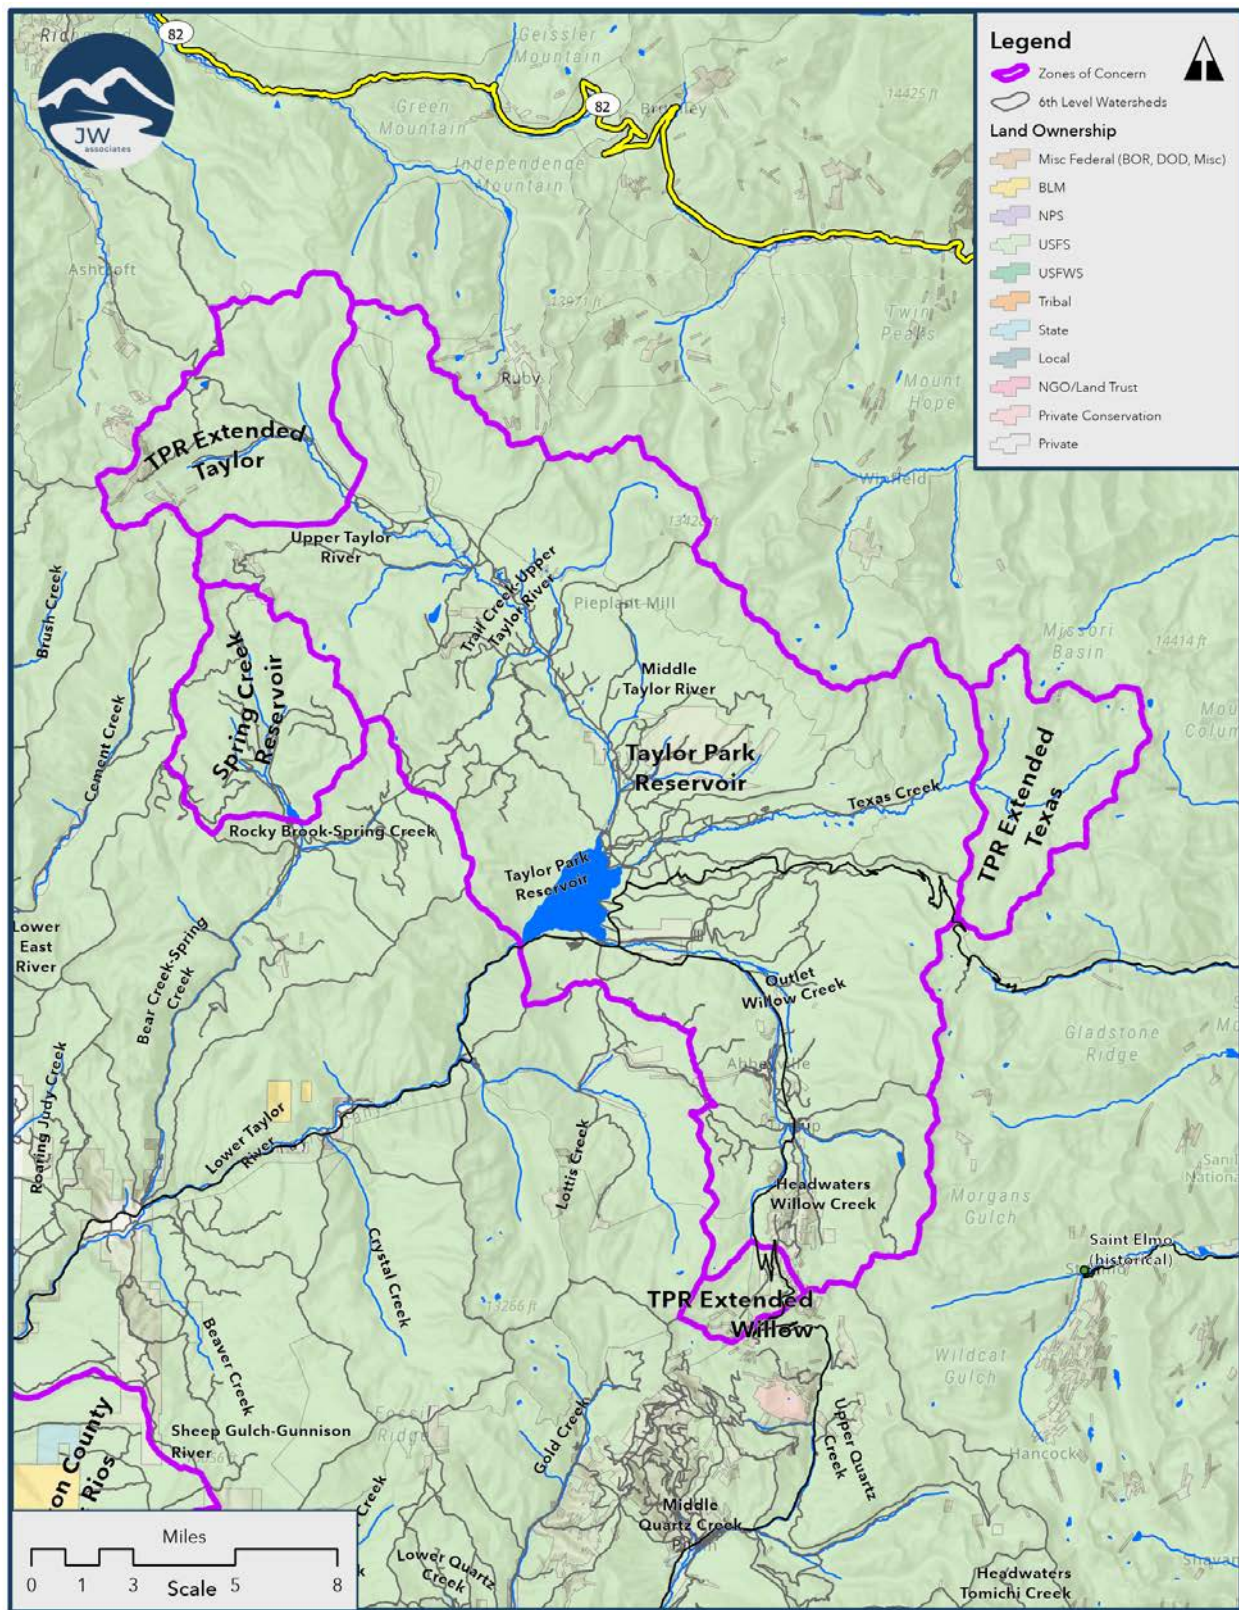 82
Richmond
Geissler
Mountain
JW
associates
Green
Mountain
82
Independence
Mountain
14425 ft
Legend
Zones of Concern
6th Level Watersheds
Land Ownership
Misc Federal (BOR, DOD, Misc)
BLM
NPS
USFS
USFWS
Tribal
State
Local
NGO/Land Trust
Private Conservation
Private
Ashcroft
13971 ft
Twin
Peaks
Ruby
Mount
Hope
TPR Extended
Taylor
Winfield
Upper Taylor
River
Trail Creek-Upper
Taylor River
Pieplant Mill
Brush Creek
Spring Creek
Reservoir
Middle
Taylor River
Missori
Basin
14414 ft
Cement Creek
Taylor Park
Reservoir
Texas Creek
TPR Extended
Texas
Rocky Brook-Spring Creek
Taylor Park
Reservoir
Lower
East
River
Bear Creek-Spring
Creek
Outlet
Willow Creek
Gladstone
Ridge
Roaring Judy Creek
Lower Taylor
River
Lottis Creek
Headwaters
Willow Creek
Morgans
Gulch
Crystal Creek
Saint Elmo
(historical)
13266 ft
TPR Extended
Willow
Beaver Creek
Wildcat
Gulch
on County
Rios
Sheep Gulch-Gunnison
River
Ridge
Gold Creek
Upper Quartz
Creek
Hancock
Creek
Middle
Quartz Creek
Lower Quartz
Creek
Headwaters
Tomichi Creek
Miles
0 1 3 5 8
Scale